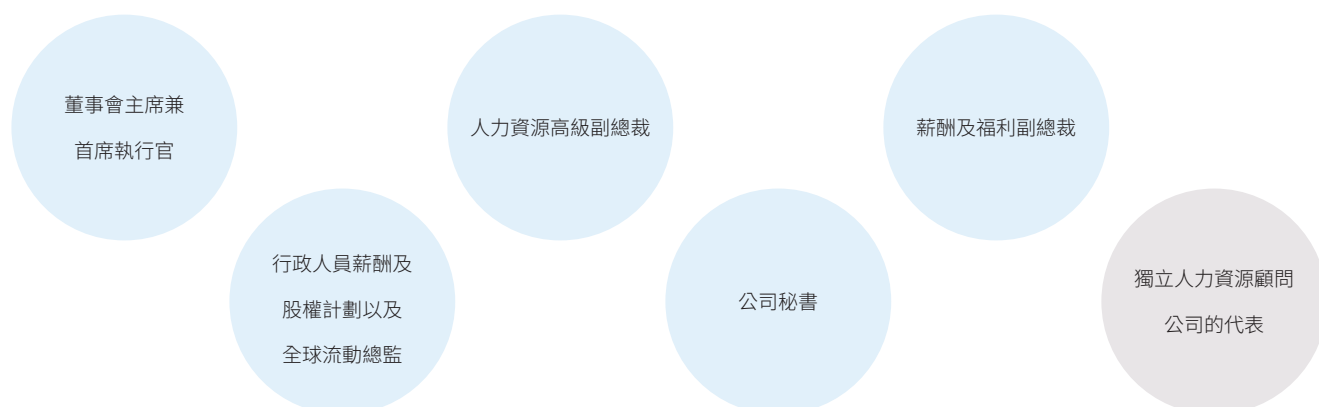 董事會主席兼
首席執行官
人力資源高級副總裁
薪酬及福利副總裁
行政人員薪酬及
股權計劃以及
全球流動總監
公司秘書
獨立人力資源顧問
公司的代表